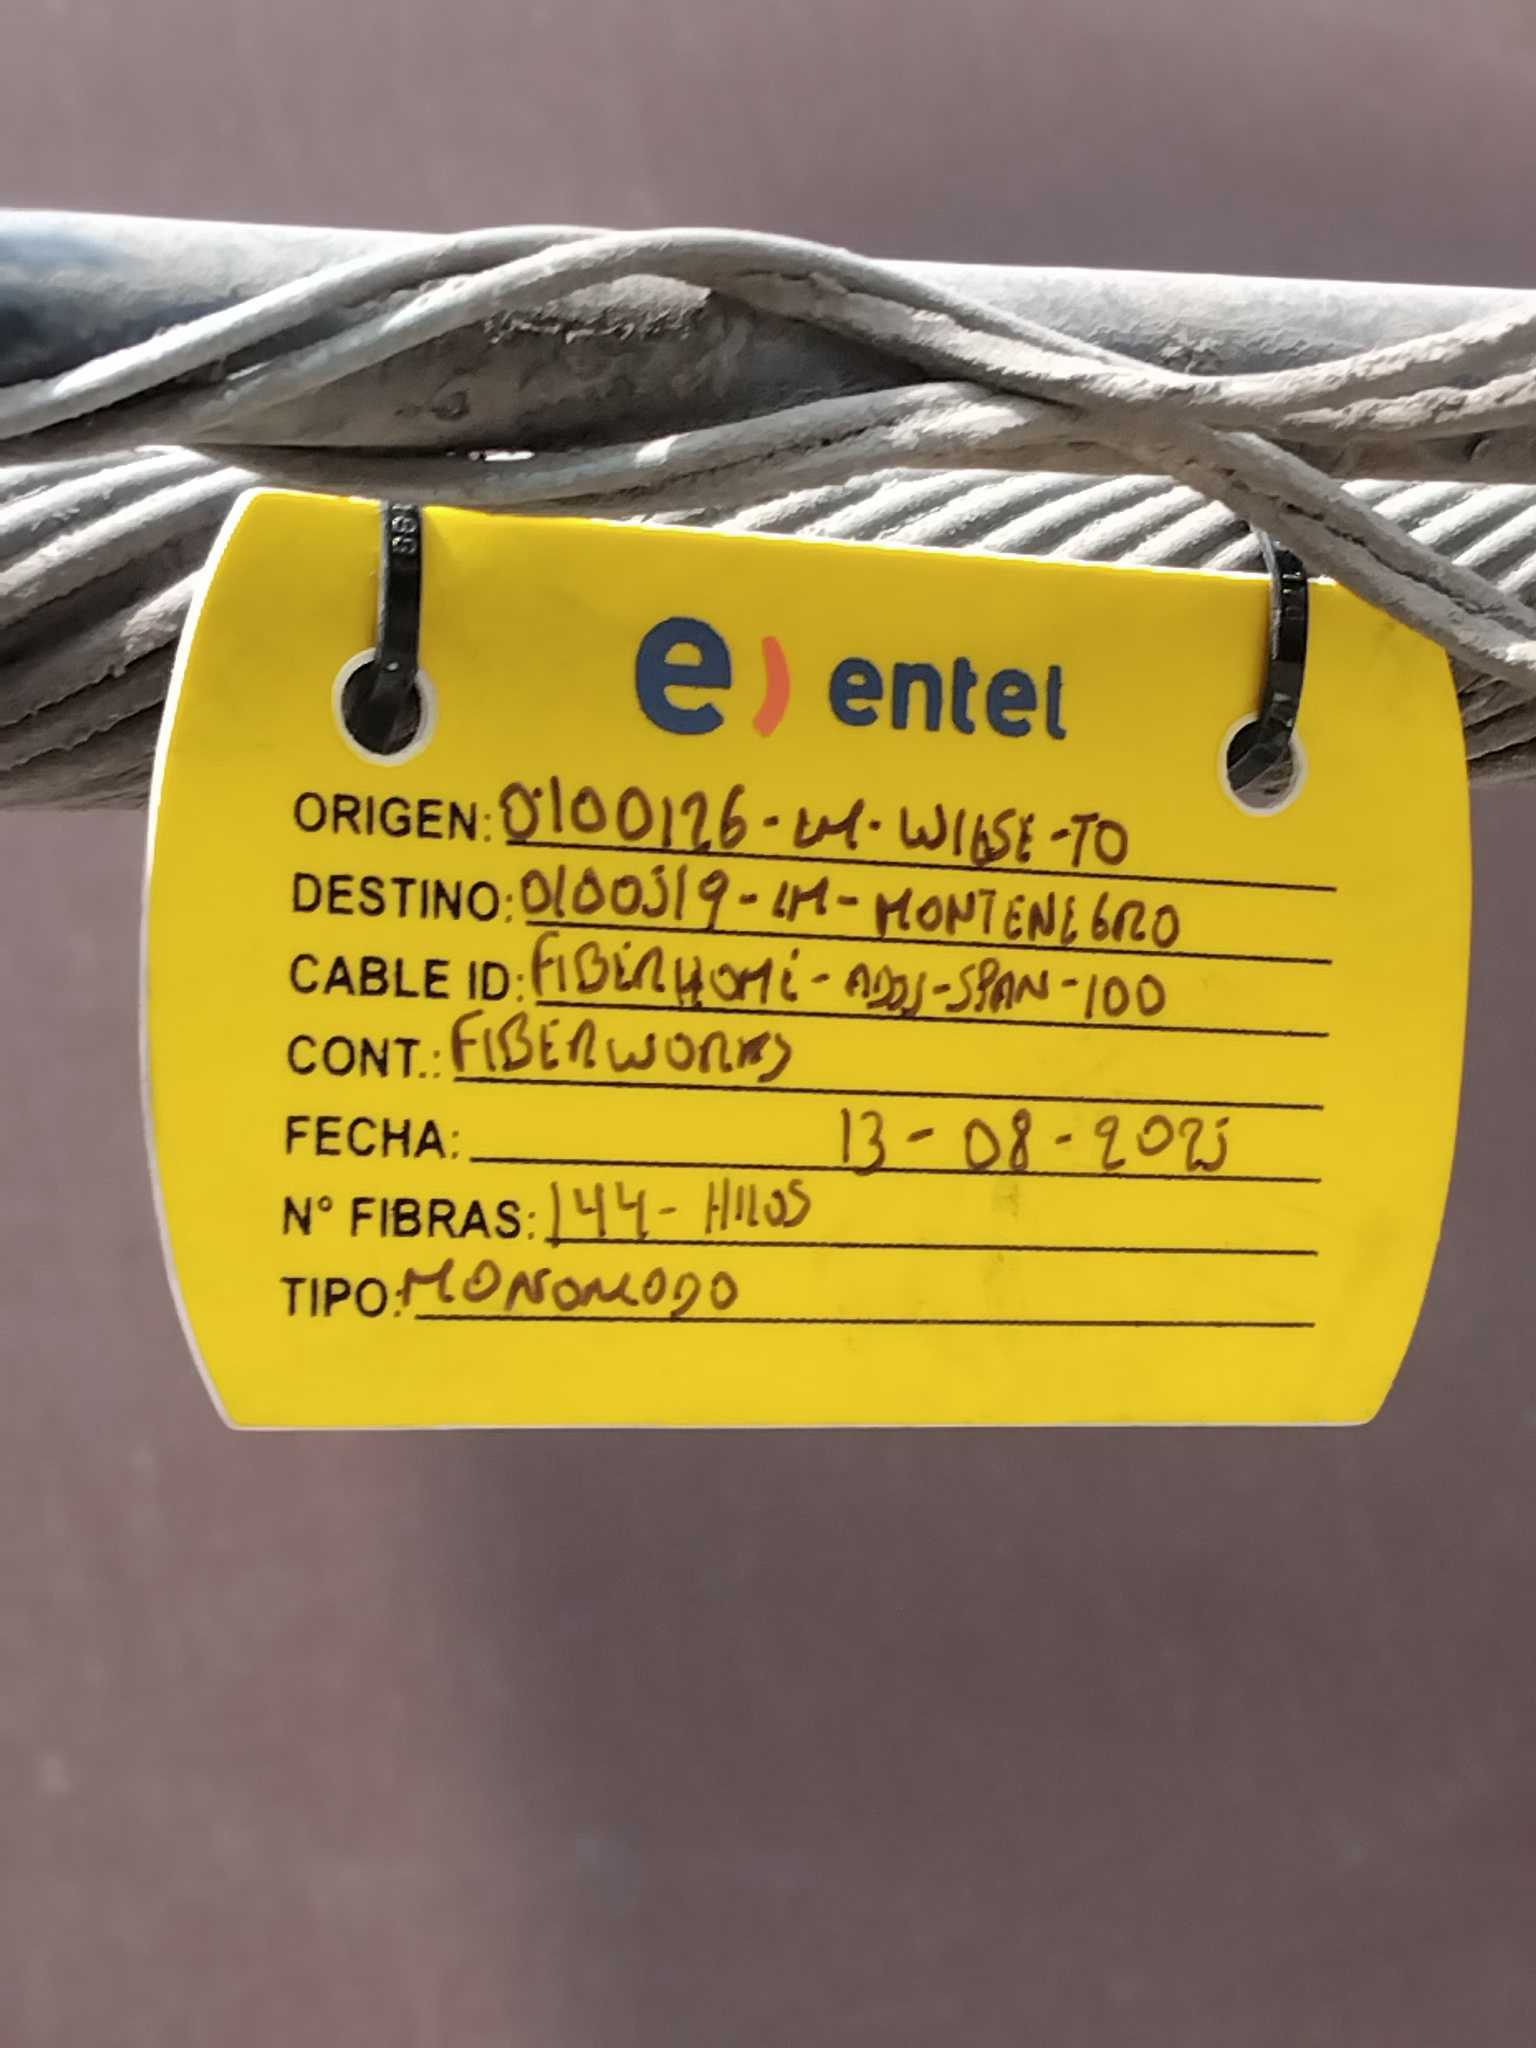 e) entel
ORIGEN: 0100126-LM-WIESE-TO
DESTINO: 0100319-LM-MONTENEGRO
CABLE ID: FIBERHOME-ADSS-SPAN-100
CONT.: FIBERWORKS
FECHA: 13-08-2025
N° FIBRAS: 144-HILOS
TIPO: MONOMODO